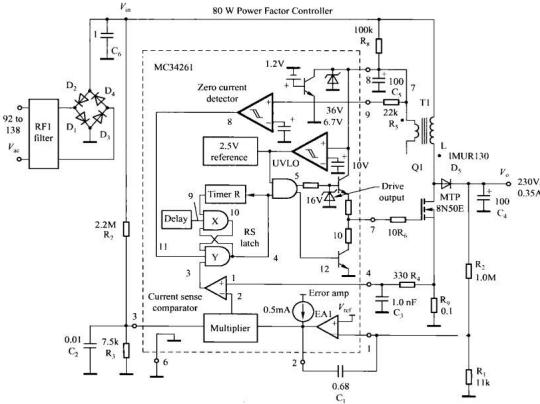 80 W Power Factor Controller
V_in
1
C6
MC34261
1.2V
100k
R8
8
100
C5
7
T1
92 to
138
V_ac
RF1
filter
D2
D4
D1
D3
Zero current
detector
8
36V
6.7V
9
22k
R5
Q1
L
IMUR130
D5
V_o
230V/
0.35A
2.5V
reference
UVLO
10V
5
16V
Drive
output
MTP
8N50E
100
C4
Timer R
9
Delay
X
10
RS
latch
Y
11
4
3
10
7
10R6
12
2.2M
R7
R2
1.0M
Current sense
comparator
1
2
4
330 R4
1.0 nF
C3
R9
0.1
Error amp
0.5mA
EA1
V_ref
Multiplier
3
0.01
C2
7.5k
R3
6
2
1
0.68
C1
R1
11k